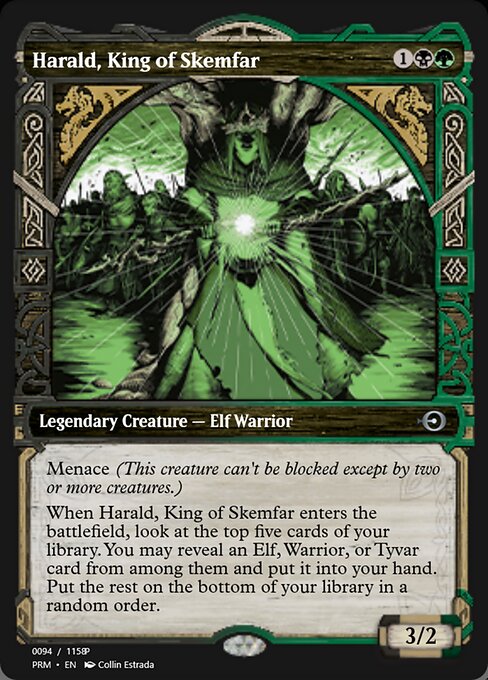 Harald, King of Skemfar 1
Legendary Creature — Elf Warrior
Menace (This creature can't be blocked except by two
or more creatures.)
When Harald, King of Skemfar enters the
battlefield, look at the top five cards of your
library. You may reveal an Elf, Warrior, or Tyvar
card from among them and put it into your hand.
Put the rest on the bottom of your library in a
random order.
3/2
0094 / 1158P
PRM • EN Collin Estrada